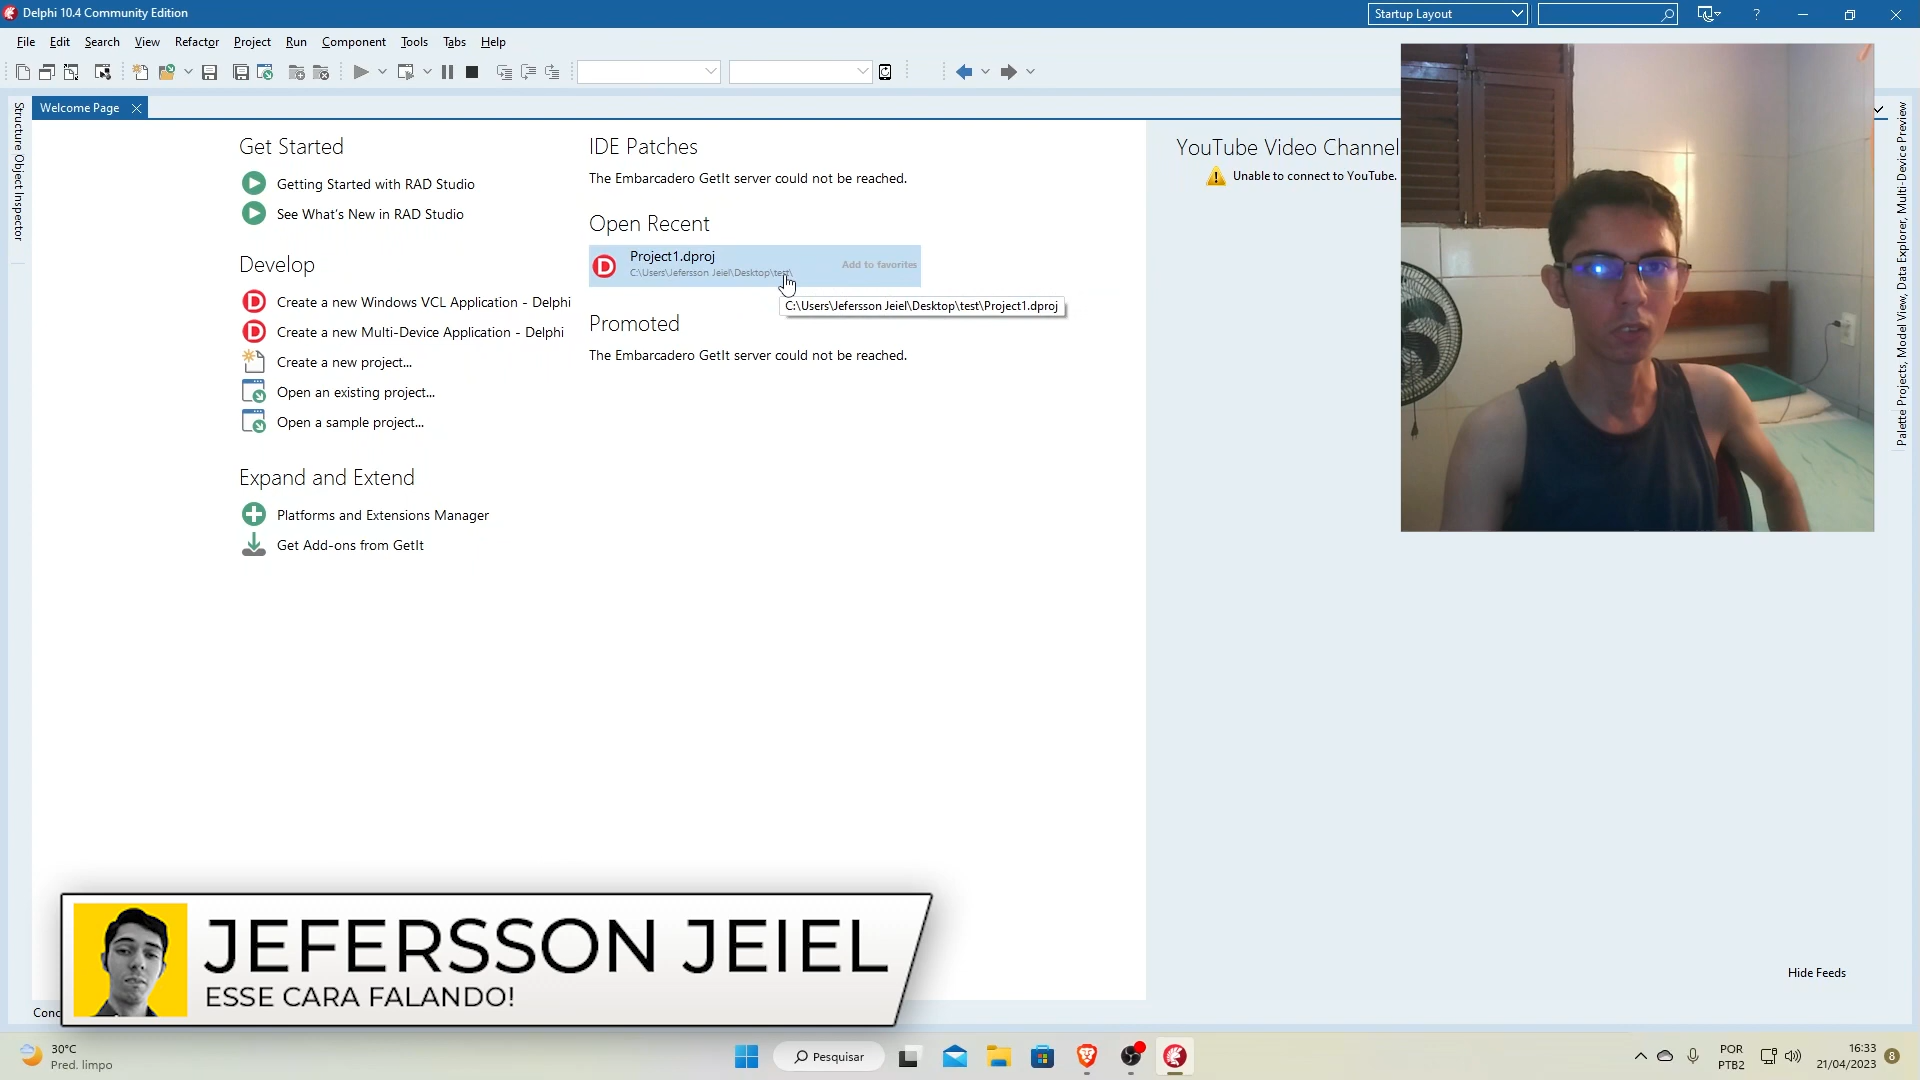 Delphi 10.4 Community Edition
Startup Layout
File Edit Search View Refactor Project Run Component Tools Tabs Help
Welcome Page
Structure Object Inspector
Get Started
Getting Started with RAD Studio
See What's New in RAD Studio
Develop
Create a new Windows VCL Application - Delphi
Create a new Multi-Device Application - Delphi
Create a new project...
Open an existing project...
Open a sample project...
Expand and Extend
Platforms and Extensions Manager
Get Add-ons from GetIt
IDE Patches
The Embarcadero GetIt server could not be reached.
Open Recent
Project1.dproj
C:\Users\Jefersson Jeiel\Desktop\test\
Add to favorites
C:\Users\Jefersson Jeiel\Desktop\test\Project1.dproj
Promoted
The Embarcadero GetIt server could not be reached.
YouTube Video Channel
Unable to connect to YouTube.
Palette Projects, Model View, Data Explorer, Multi-Device Preview
Hide Feeds
JEFERSSON JEIEL
ESSE CARA FALANDO!
Conc
30°C
Pred. limpo
Pesquisar
POR
PTB2
16:33
21/04/2023
8